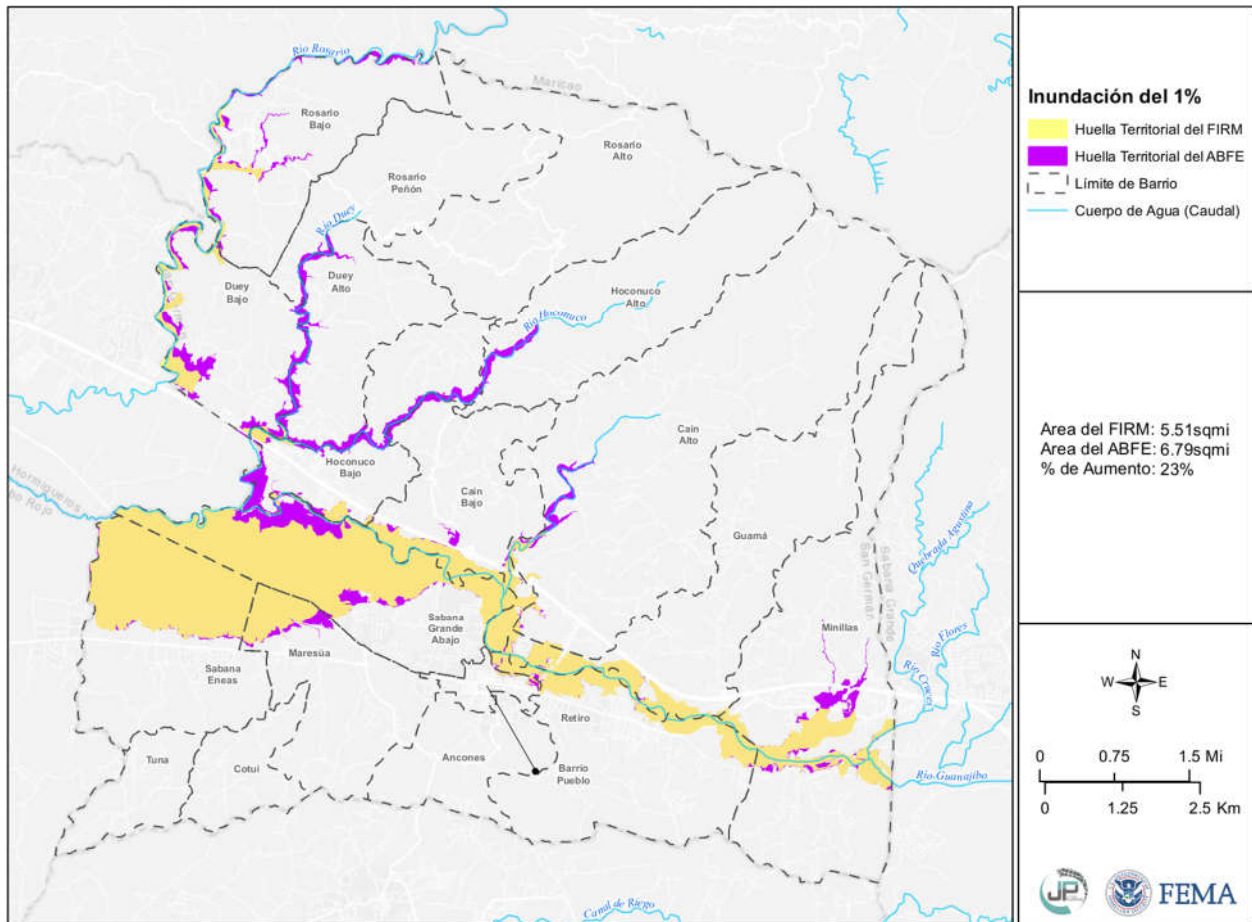 Río Rosario
Maricao
Rosario
Bajo
Rosario
Alto
Rosario
Peñón
Río Duey
Duey
Bajo
Duey
Alto
Hoconuco
Alto
Río Hoconuco
Cain
Alto
Hoconuco
Bajo
Cain
Bajo
Hormigueros
Guamá
Quebrada Agustina
Sabana Grande
San Germán
Río Flores
Minillas
Río Cruces
Sabana
Grande
Abajo
Maresúa
Sabana
Eneas
Retiro
Tuna
Cotuí
Ancones
Barrio
Pueblo
Río Guanajibo
Canal de Riego
Inundación del 1%
Huella Territorial del FIRM
Huella Territorial del ABFE
Límite de Barrio
Cuerpo de Agua (Caudal)
Area del FIRM: 5.51sqmi
Area del ABFE: 6.79sqmi
% de Aumento: 23%
N
W E
S
0 0.75 1.5 Mi
0 1.25 2.5 Km
JP
FEMA